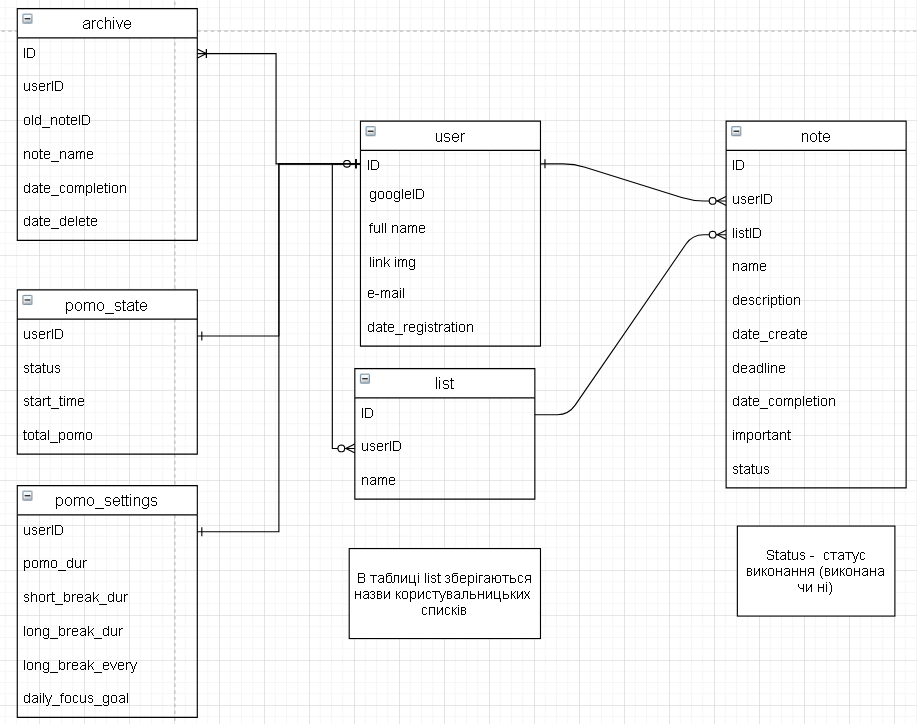 archive
ID
userID
old_noteID
note_name
date_completion
date_delete
pomo_state
userID
status
start_time
total_pomo
pomo_settings
userID
pomo_dur
short_break_dur
long_break_dur
long_break_every
daily_focus_goal
user
ID
googleID
full name
link img
e-mail
date_registration
list
ID
userID
name
В таблиці list зберігаються
назви користувальницьких
списків
note
ID
userID
listID
name
description
date_create
deadline
date_completion
important
status
Status - статус
виконання (виконана
чи ні)